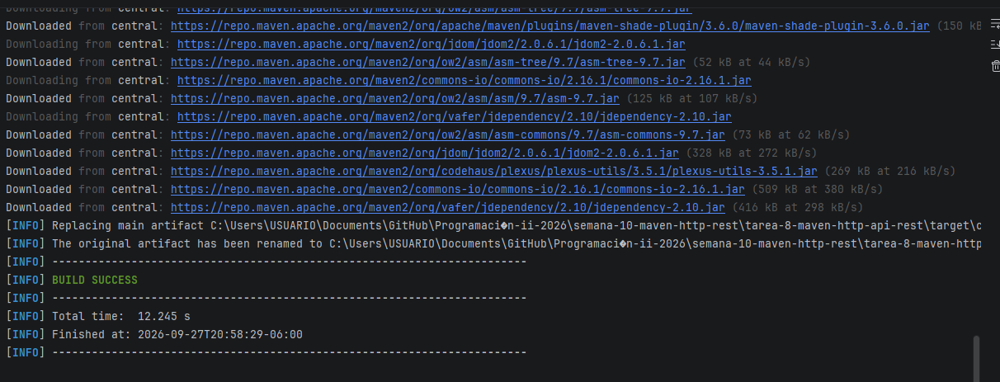 Downloading from central: https://repo.maven.apache.org/maven2/org/ow2/asm/asm-tree/9.7/asm-tree-9.7.jar
Downloaded from central: https://repo.maven.apache.org/maven2/org/apache/maven/plugins/maven-shade-plugin/3.6.0/maven-shade-plugin-3.6.0.jar (150 kB
Downloading from central: https://repo.maven.apache.org/maven2/org/jdom/jdom2/2.0.6.1/jdom2-2.0.6.1.jar
Downloaded from central: https://repo.maven.apache.org/maven2/org/ow2/asm/asm-tree/9.7/asm-tree-9.7.jar (52 kB at 44 kB/s)
Downloading from central: https://repo.maven.apache.org/maven2/commons-io/commons-io/2.16.1/commons-io-2.16.1.jar
Downloaded from central: https://repo.maven.apache.org/maven2/org/ow2/asm/asm/9.7/asm-9.7.jar (125 kB at 107 kB/s)
Downloading from central: https://repo.maven.apache.org/maven2/org/vafer/jdependency/2.10/jdependency-2.10.jar
Downloaded from central: https://repo.maven.apache.org/maven2/org/ow2/asm/asm-commons/9.7/asm-commons-9.7.jar (73 kB at 62 kB/s)
Downloaded from central: https://repo.maven.apache.org/maven2/org/jdom/jdom2/2.0.6.1/jdom2-2.0.6.1.jar (328 kB at 272 kB/s)
Downloaded from central: https://repo.maven.apache.org/maven2/org/codehaus/plexus/plexus-utils/3.5.1/plexus-utils-3.5.1.jar (269 kB at 216 kB/s)
Downloaded from central: https://repo.maven.apache.org/maven2/commons-io/commons-io/2.16.1/commons-io-2.16.1.jar (509 kB at 380 kB/s)
Downloaded from central: https://repo.maven.apache.org/maven2/org/vafer/jdependency/2.10/jdependency-2.10.jar (416 kB at 298 kB/s)
[INFO] Replacing main artifact C:\Users\USUARIO\Documents\GitHub\Programaci�n-ii-2026\semana-10-maven-http-rest\tarea-8-maven-http-api-rest\target\c
[INFO] The original artifact has been renamed to C:\Users\USUARIO\Documents\GitHub\Programaci�n-ii-2026\semana-10-maven-http-rest\tarea-8-maven-http
[INFO] ------------------------------------------------------------------------
[INFO] BUILD SUCCESS
[INFO] ------------------------------------------------------------------------
[INFO] Total time:  12.245 s
[INFO] Finished at: 2026-09-27T20:58:29-06:00
[INFO] ------------------------------------------------------------------------